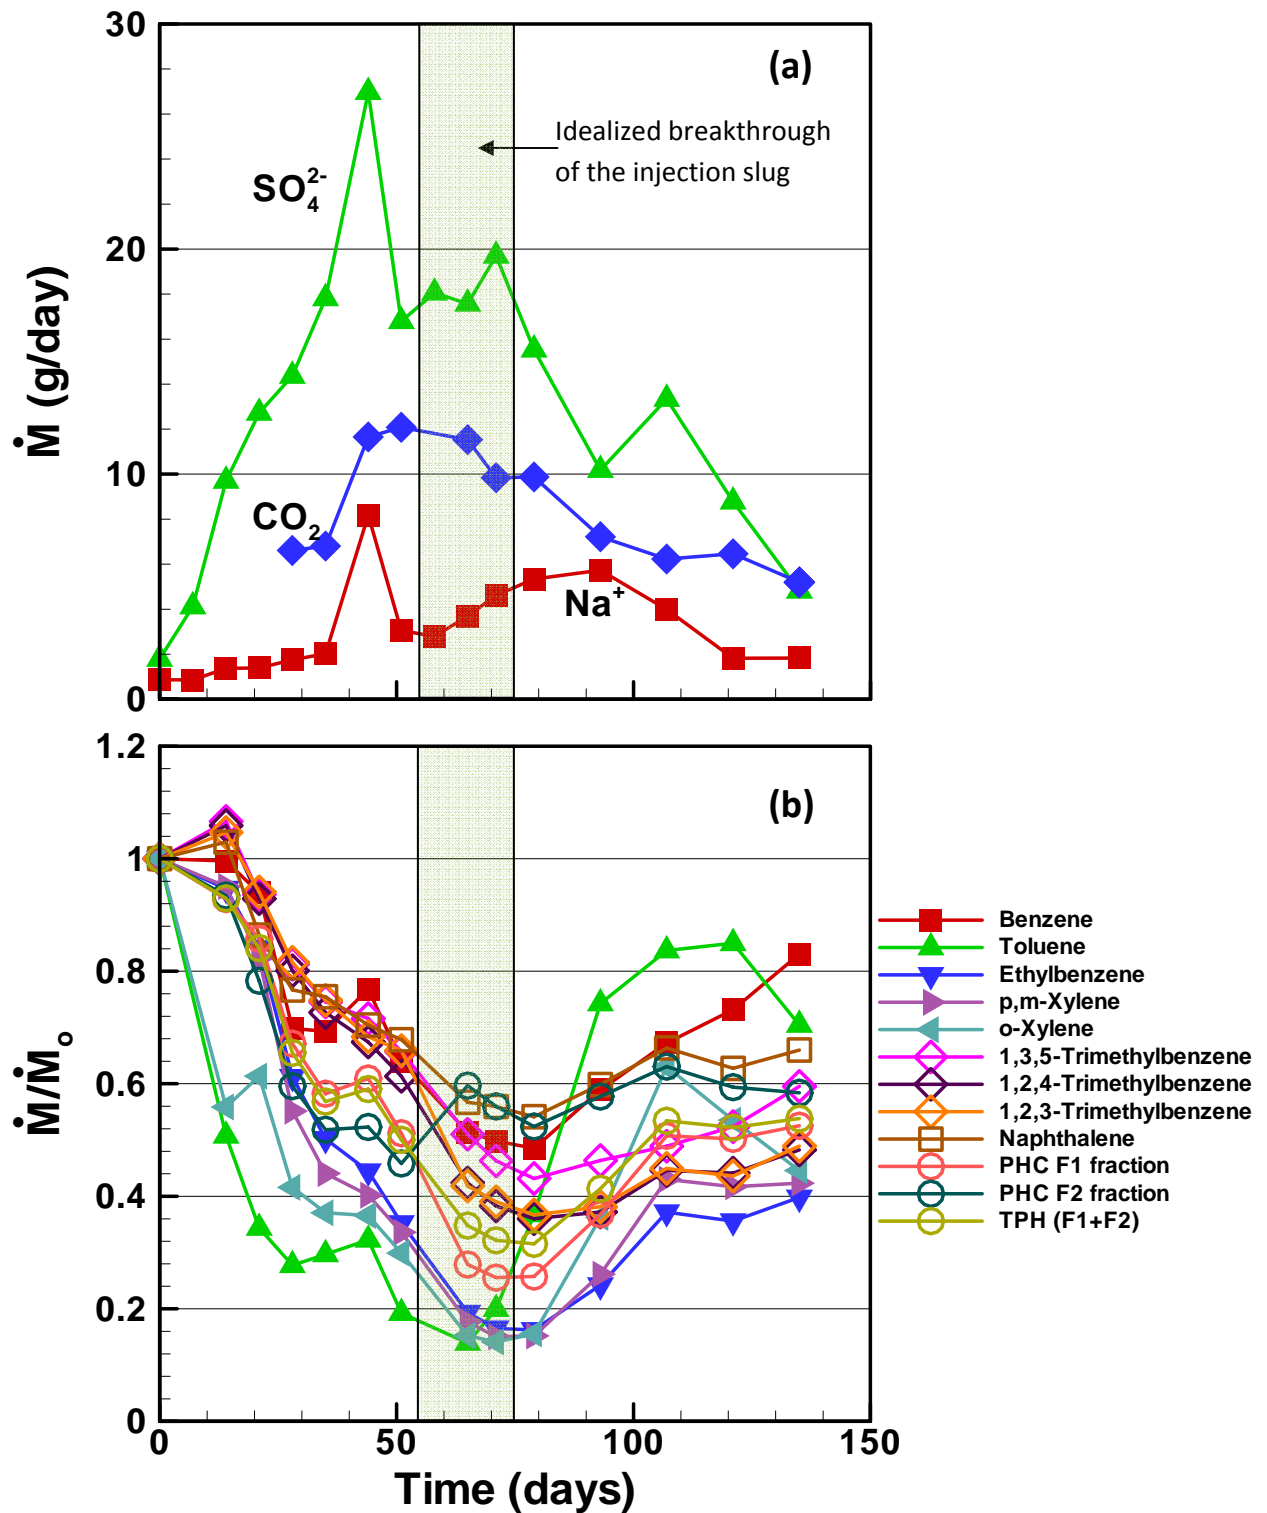 30
(a)
Idealized breakthrough
of the injection slug
SO₄²⁻
20
Ṁ (g/day)
10
CO₂
Na⁺
0
1.2
(b)
1
0.8
0.6
Ṁ/Ṁₒ
0.4
0.2
0
0 50 100 150
Time (days)
Benzene
Toluene
Ethylbenzene
p,m-Xylene
o-Xylene
1,3,5-Trimethylbenzene
1,2,4-Trimethylbenzene
1,2,3-Trimethylbenzene
Naphthalene
PHC F1 fraction
PHC F2 fraction
TPH (F1+F2)